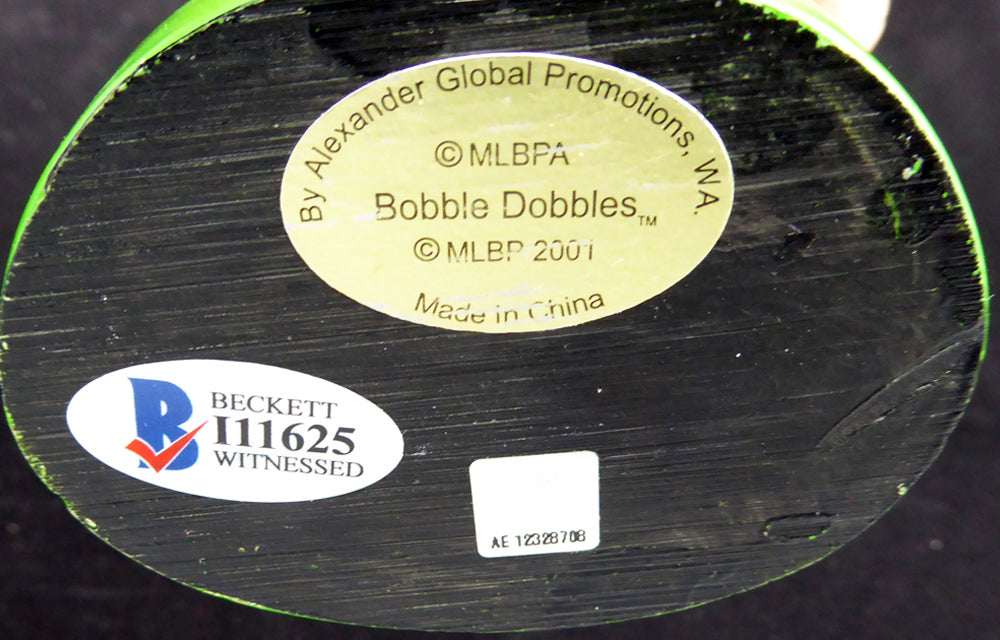 By Alexander Global Promotions, WA.
©MLBPA
Bobble Dobbles™
©MLBP 2001
Made in China
B
BECKETT
I11625
WITNESSED
AE 12328708